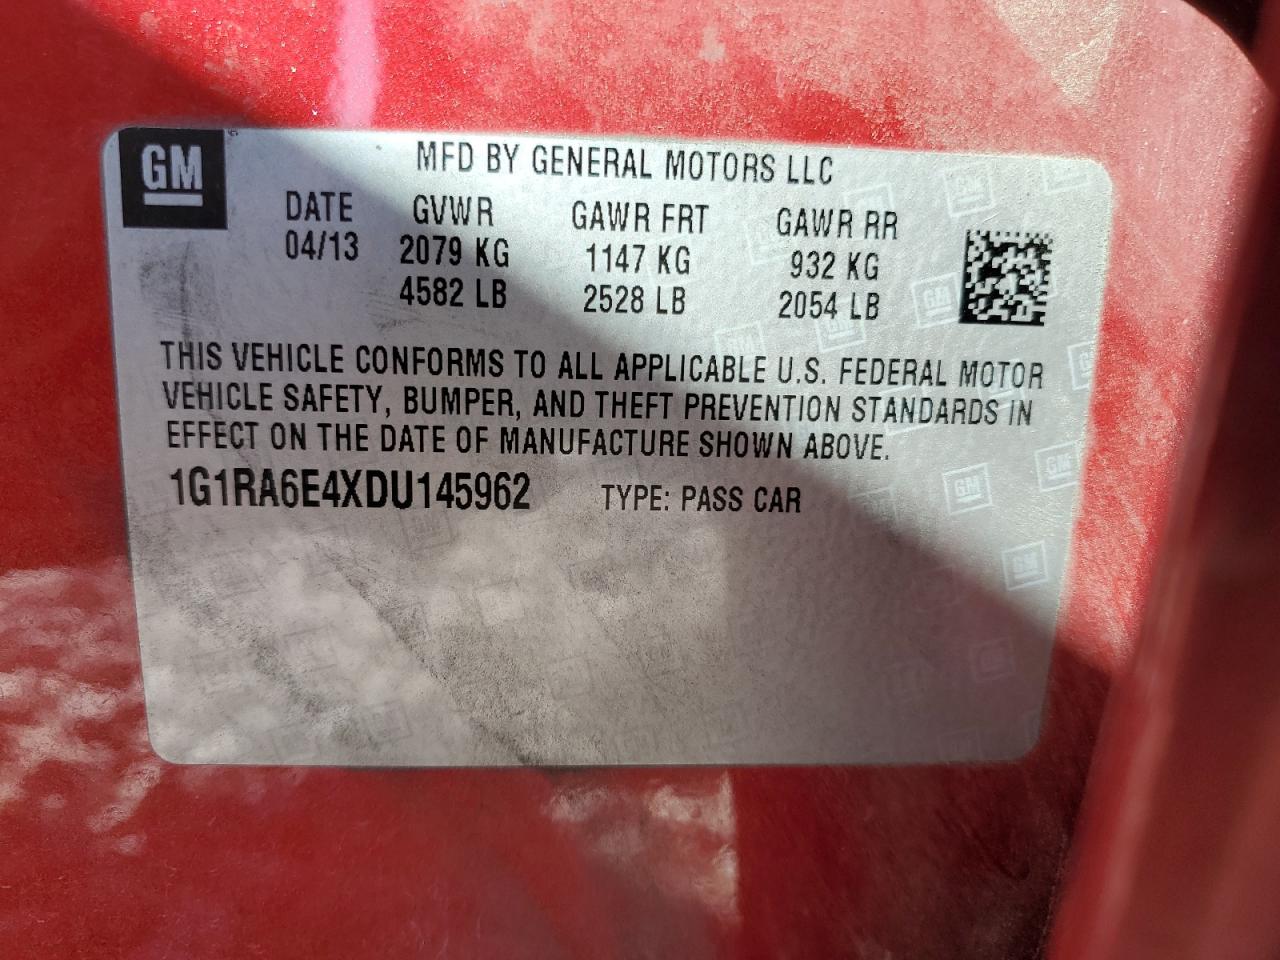 GM
MFD BY GENERAL MOTORS LLC
DATE GVWR GAWR FRT GAWR RR
04/13 2079 KG 1147 KG 932 KG
4582 LB 2528 LB 2054 LB
THIS VEHICLE CONFORMS TO ALL APPLICABLE U.S. FEDERAL MOTOR
VEHICLE SAFETY, BUMPER, AND THEFT PREVENTION STANDARDS IN
EFFECT ON THE DATE OF MANUFACTURE SHOWN ABOVE.
1G1RA6E4XDU145962 TYPE: PASS CAR